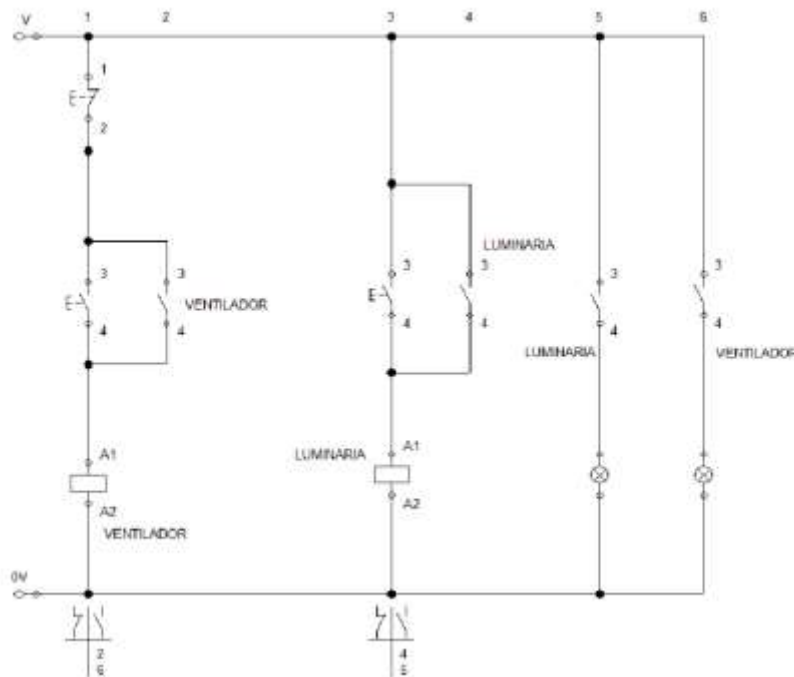 V 1 2 3 4 5 6
1
2
LUMINARIA
3 3 3 3 3 3
VENTILADOR
4 4 4 4 4 4
LUMINARIA VENTILADOR
A1 LUMINARIA A1
A2 A2
VENTILADOR
0V
2 4
6 5